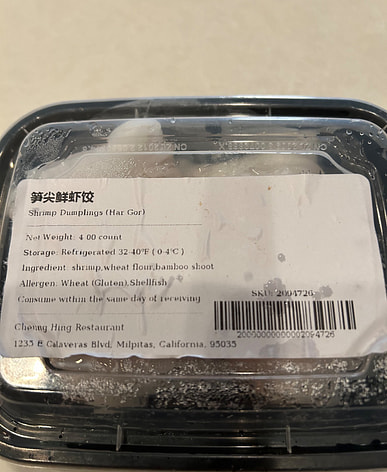 笋尖鲜虾饺
Shrimp Dumplings (Har Gor)
Net Weight: 4.00 count
Storage: Refrigerated 32-40°F ( 0-4°C )
Ingredient: shrimp,wheat flour,bamboo shoot
Allergen: Wheat (Gluten),Shellfish
Consume within the same day of receiving
SKU: 2094726
2000000000002094726
Cheung Hing Restaurant
1235 E Calaveras Blvd, Milpitas, California, 95035